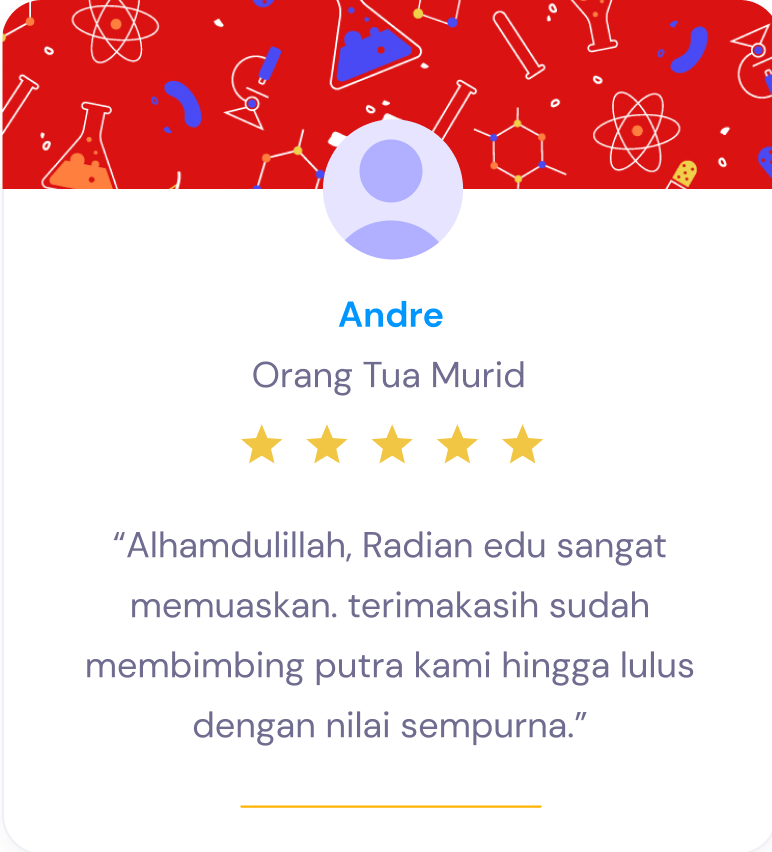 Andre
Orang Tua Murid
“Alhamdulillah, Radian edu sangat
memuaskan. terimakasih sudah
membimbing putra kami hingga lulus
dengan nilai sempurna.”